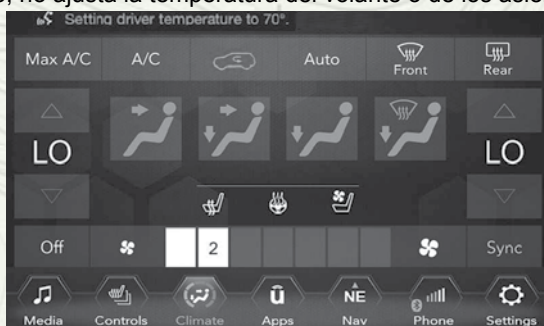 no ajusta la temperatura del volante o de los
Setting driver temperature to 70°.
Max A/C A/C Auto Front Rear
LO LO
Off 2 Sync
Media Controls Climate Apps NE Nav Phone Settings